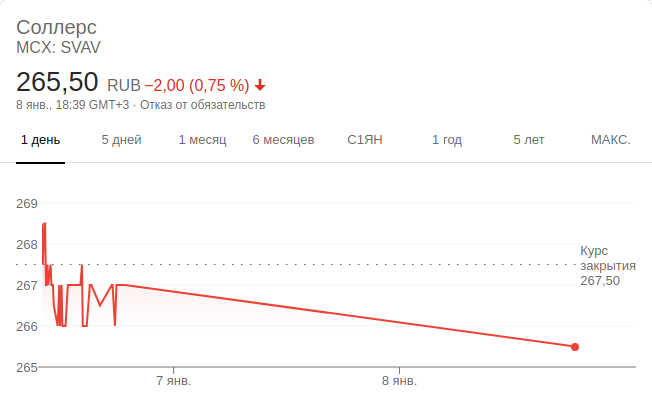 Соллерс
MCX: SVAV
265,50 RUB −2,00 (0,75 %)
8 янв., 18:39 GMT+3 · Отказ от обязательств
1 день 5 дней 1 месяц 6 месяцев С1ЯН 1 год 5 лет МАКС.
269
268
Курс
закрытия
267,50
267
266
265
7 янв. 8 янв.